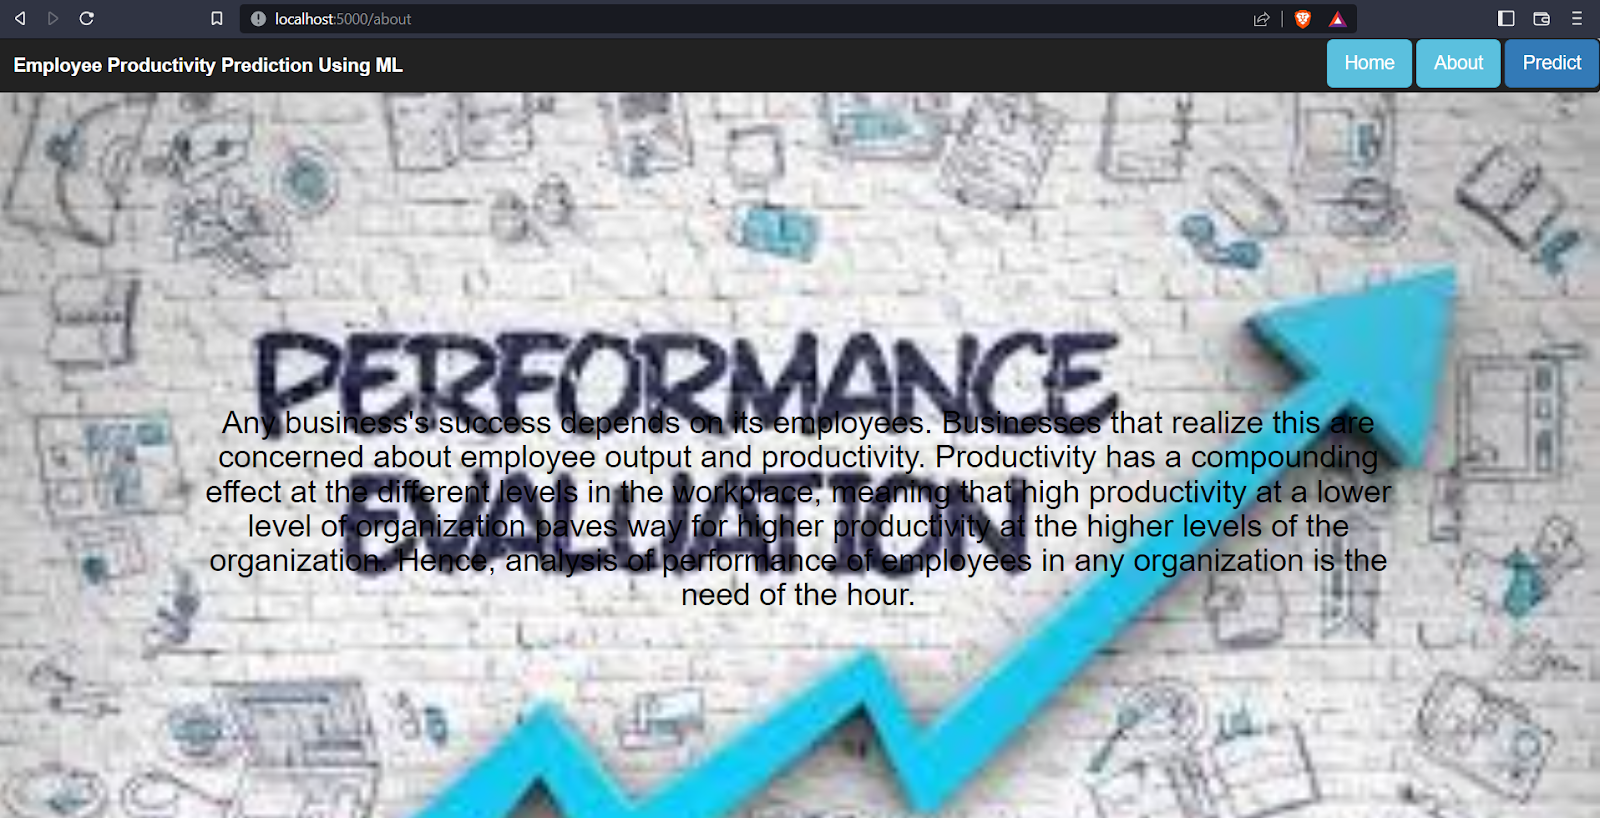 localhost:5000/about
Employee Productivity Prediction Using ML
Home
About
Predict
PERFORMANCE
EVALUATION
Any business's success depends on its employees. Businesses that realize this are
concerned about employee output and productivity. Productivity has a compounding
effect at the different levels in the workplace, meaning that high productivity at a lower
level of organization paves way for higher productivity at the higher levels of the
organization. Hence, analysis of performance of employees in any organization is the
need of the hour.